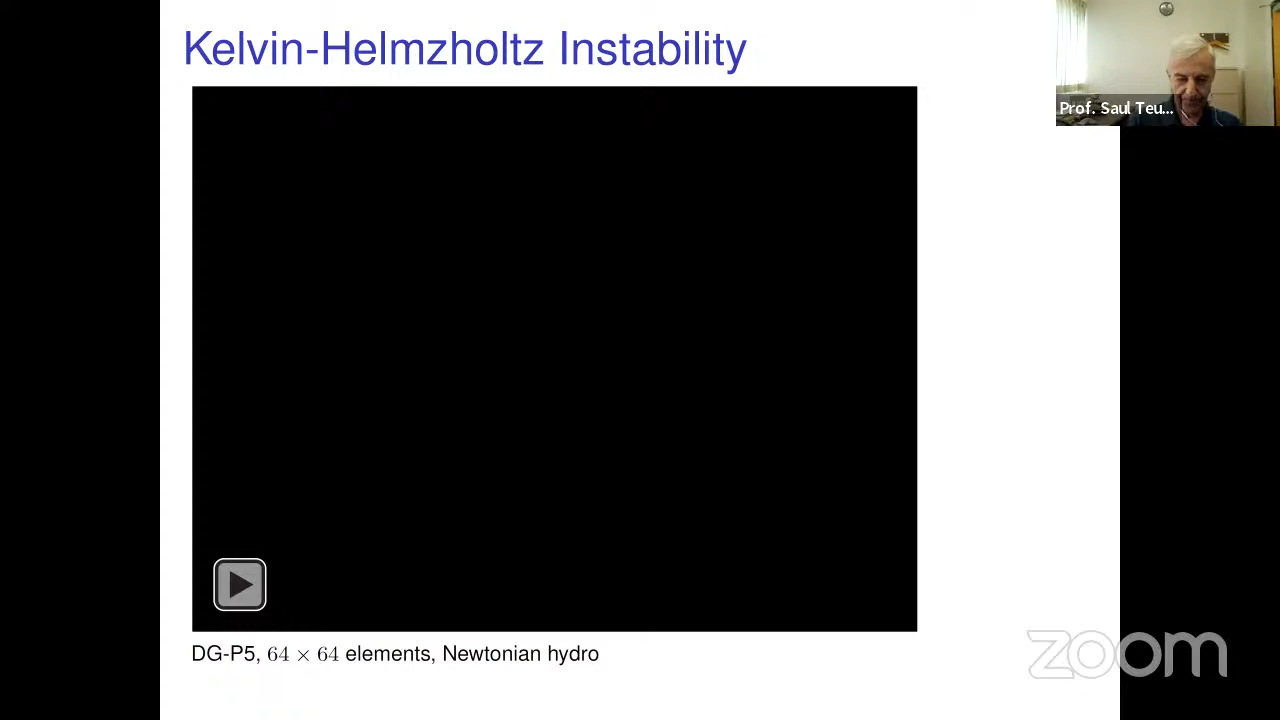 Kelvin-Helmzholtz Instability
Prof. Saul Teu...
DG-P5, 64 × 64 elements, Newtonian hydro
zoom